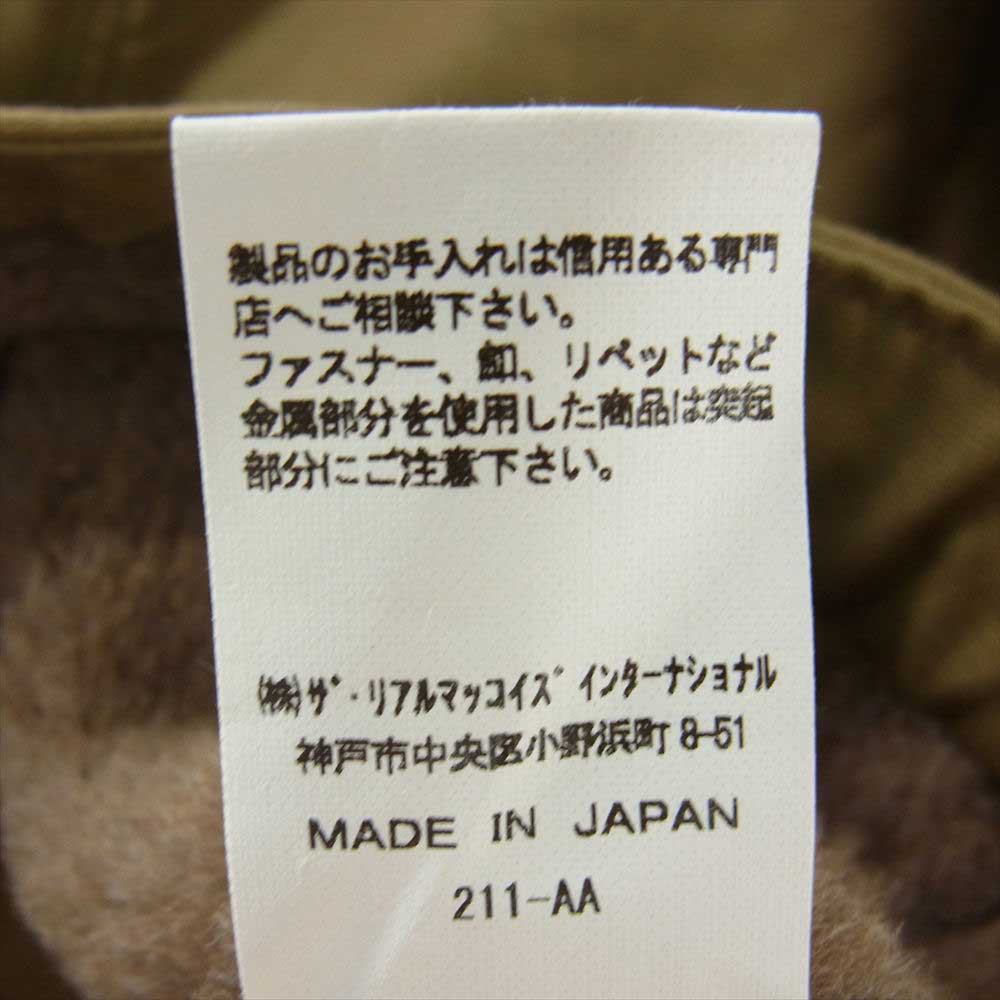 製品のお手入れは信用ある専門
店へご相談下さい。
ファスナー、釦、リベットなど
金属部分を使用した商品は突起
部分にご注意下さい。
㈱ザ・リアルマッコイズ インターナショナル
神戸市中央区小野浜町 8-51
MADE IN JAPAN
211-AA